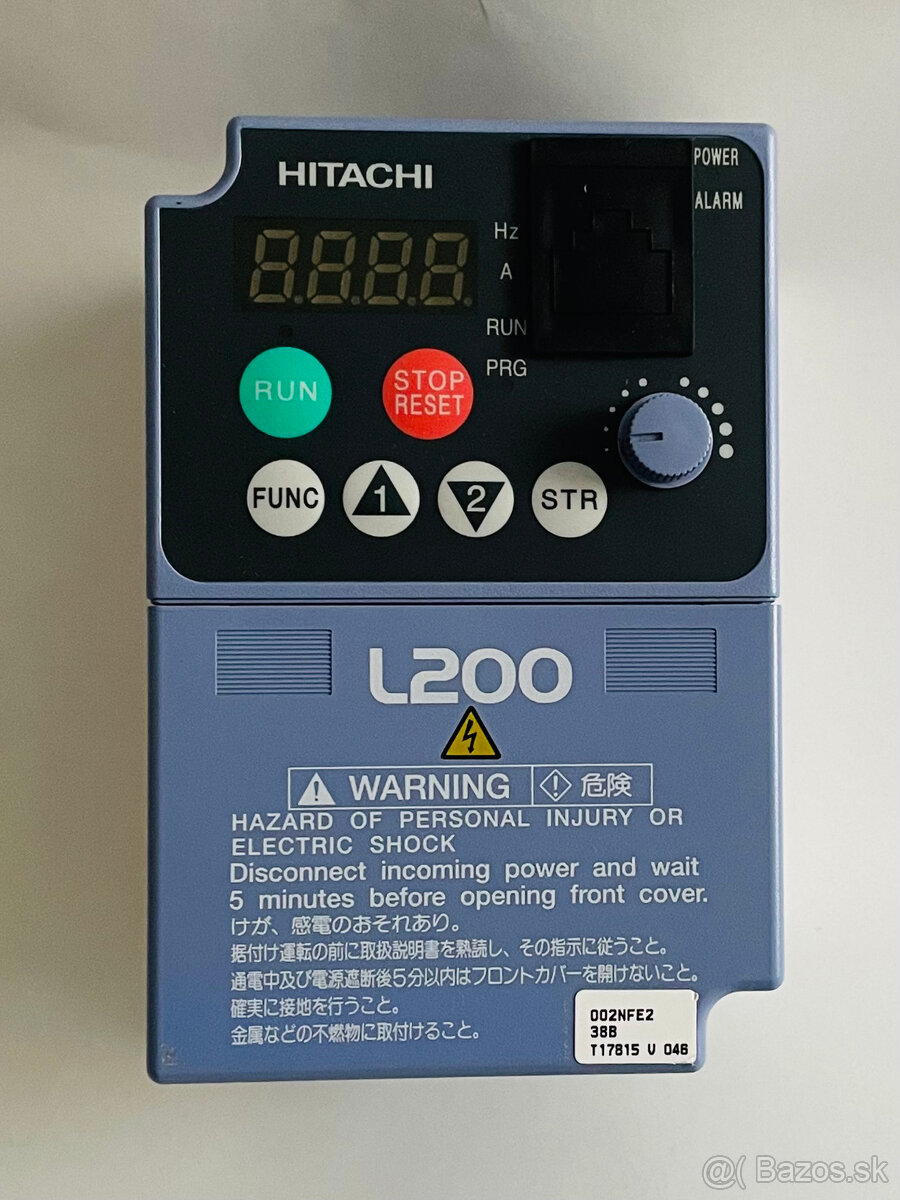 HITACHI
POWER
ALARM
8.8.8.8.
Hz
A
RUN
PRG
RUN
STOP
RESET
FUNC
1
2
STR
L200
WARNING
危険
HAZARD OF PERSONAL INJURY OR
ELECTRIC SHOCK
Disconnect incoming power and wait
5 minutes before opening front cover.
けが、感電のおそれあり。
据付け運転の前に取扱説明書を熟読し、その指示に従うこと。
通電中及び電源遮断後5分以内はフロントカバーを開けないこと。
確実に接地を行うこと。
金属などの不燃物に取付けること。
002NFE2
38B
T17815 V 046
@( Bazos.sk